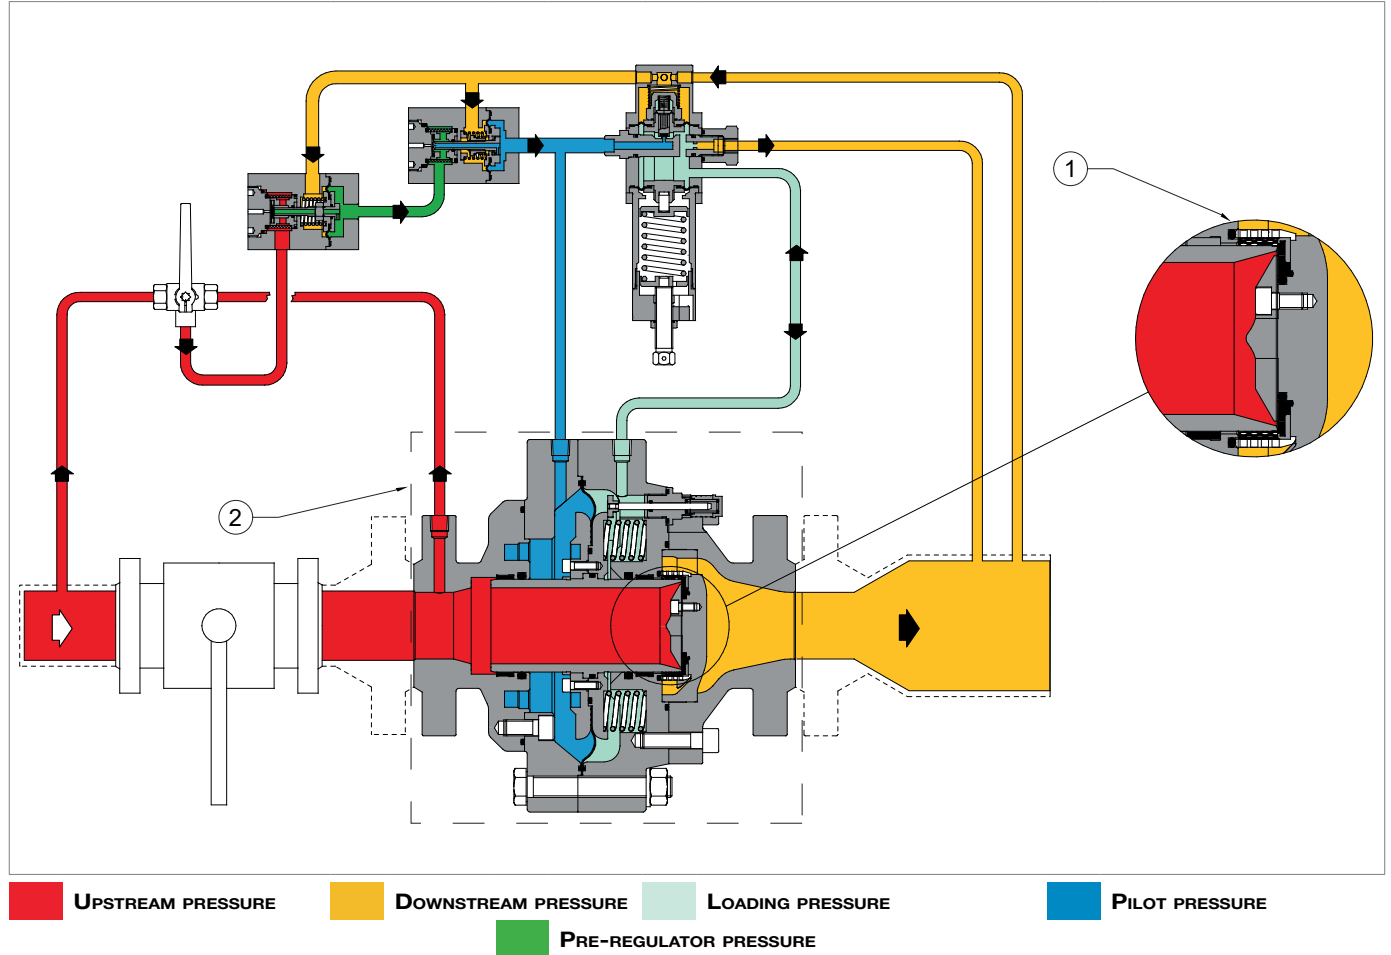 1
2
UPSTREAM PRESSURE
DOWNSTREAM PRESSURE
LOADING PRESSURE
PILOT PRESSURE
PRE-REGULATOR PRESSURE